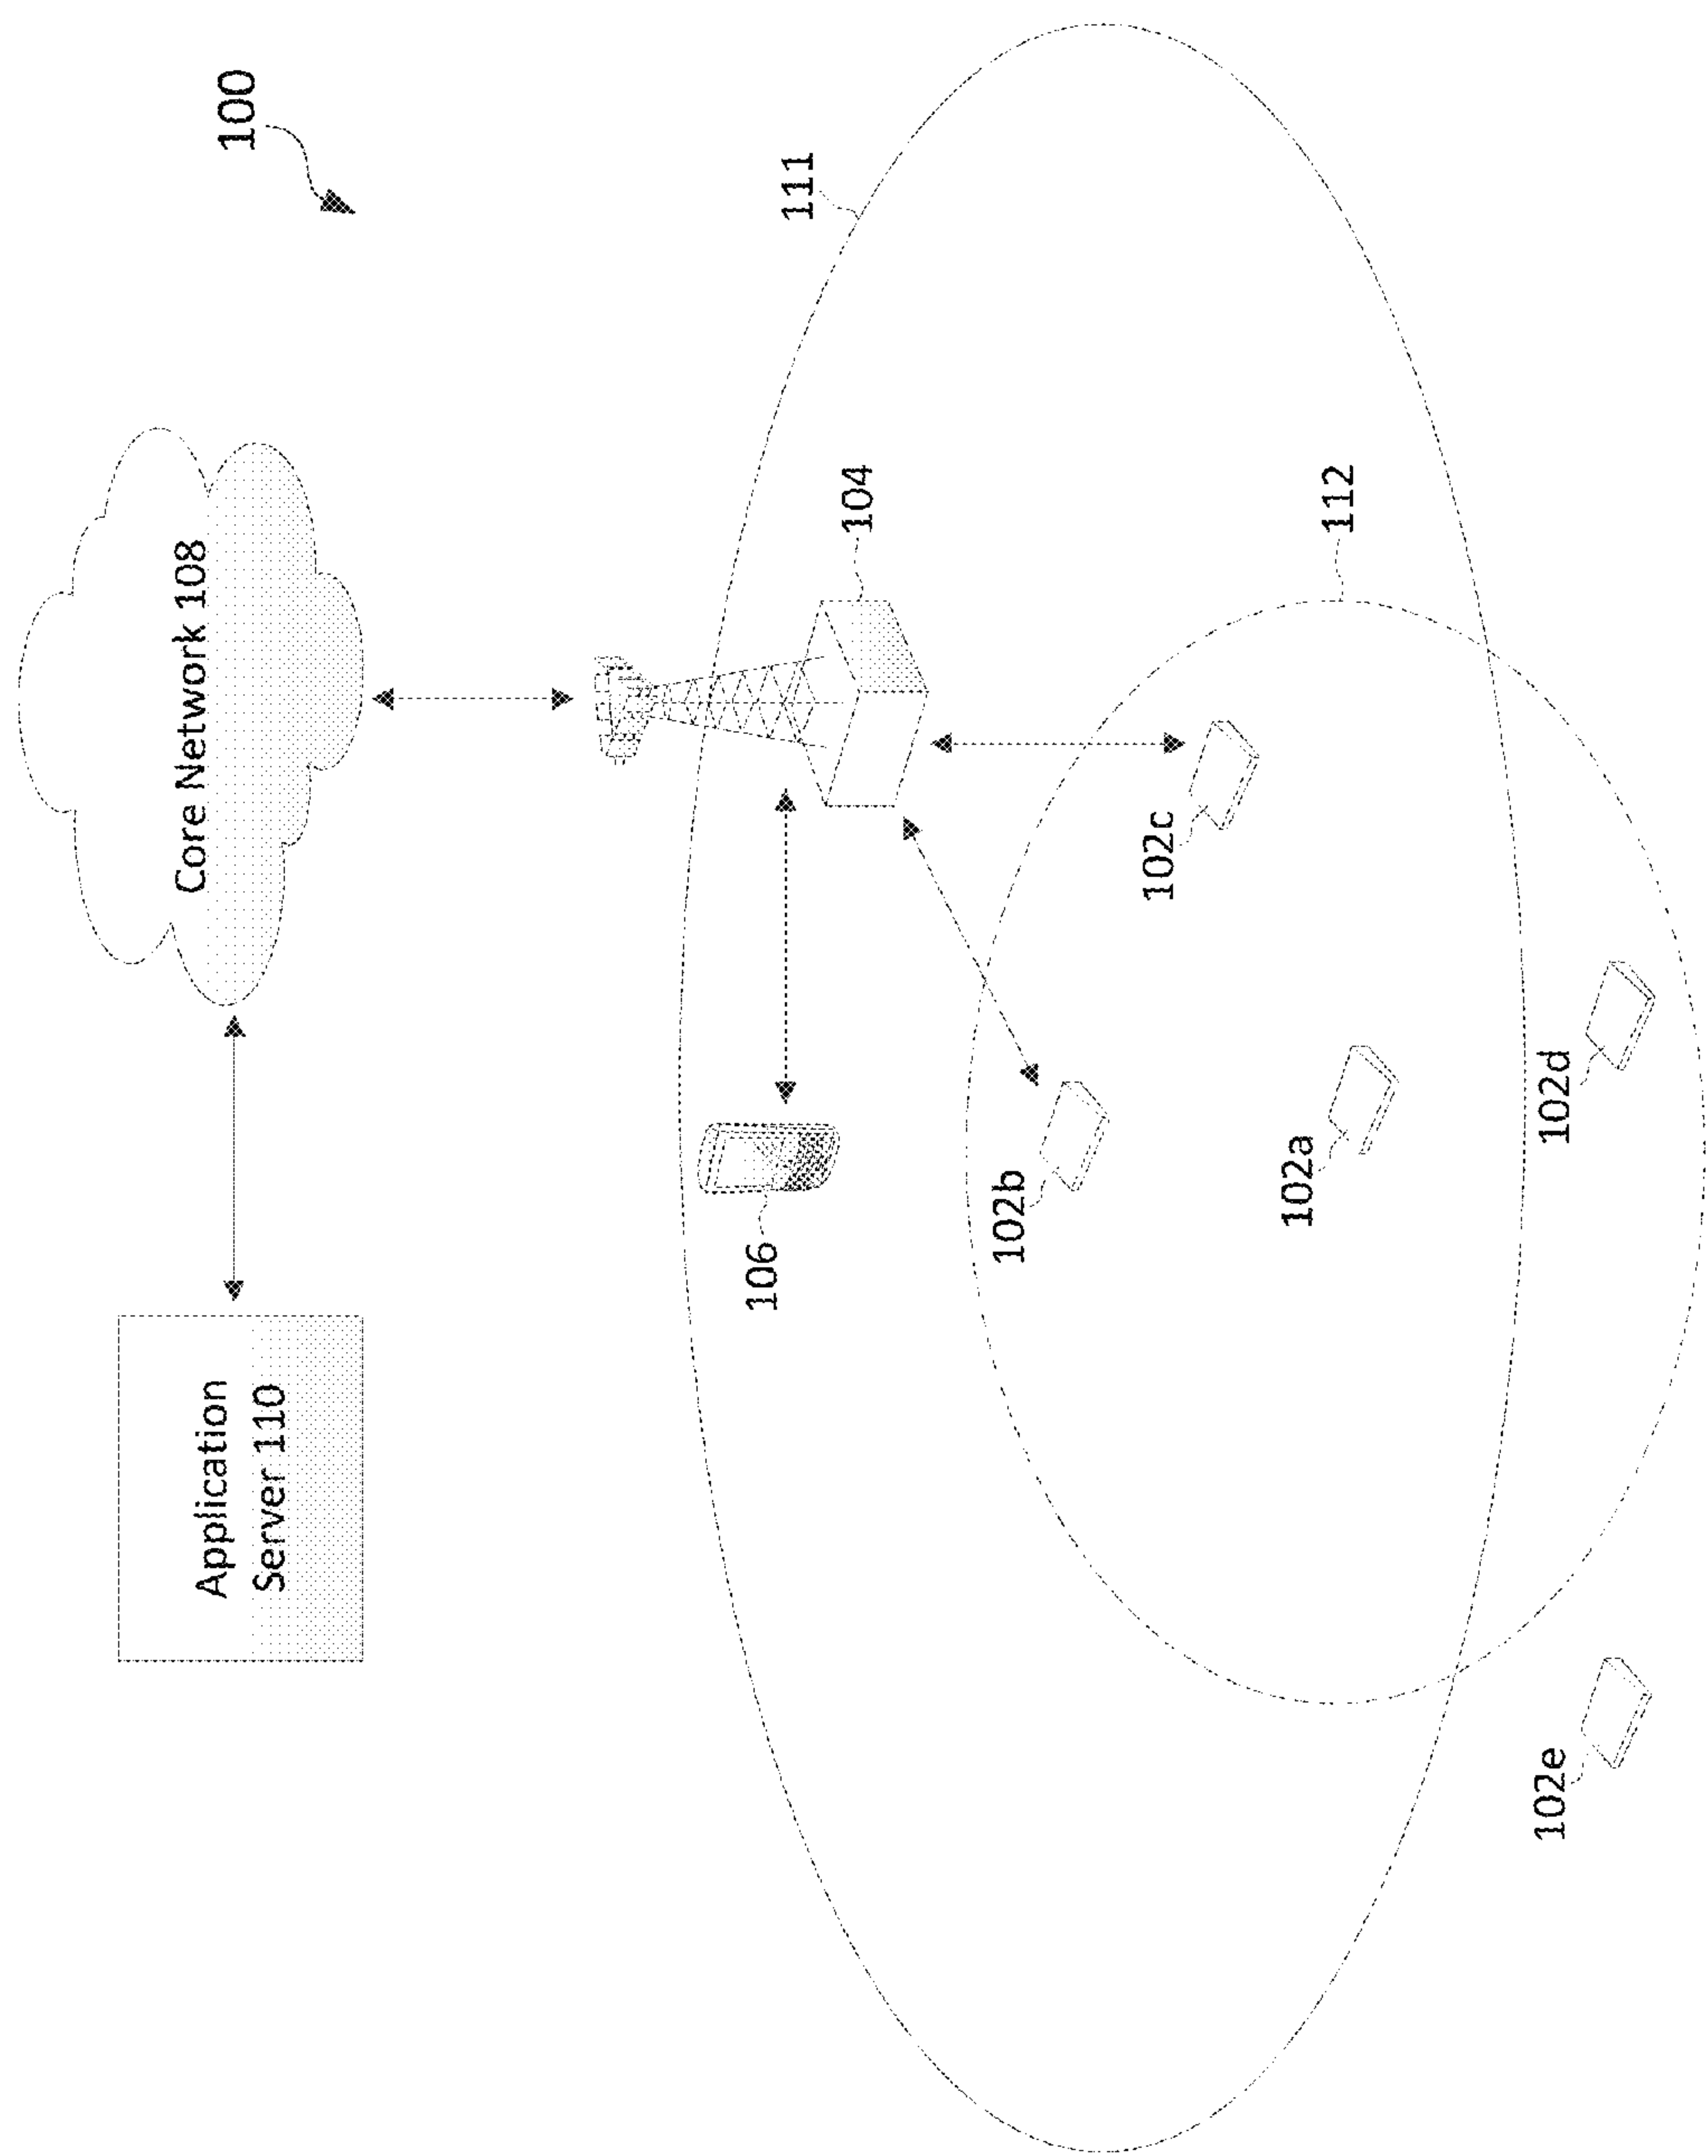 100
Core Network 108
Application
Server 110
111
104
106
112
102c
102b
102a
102d
102e